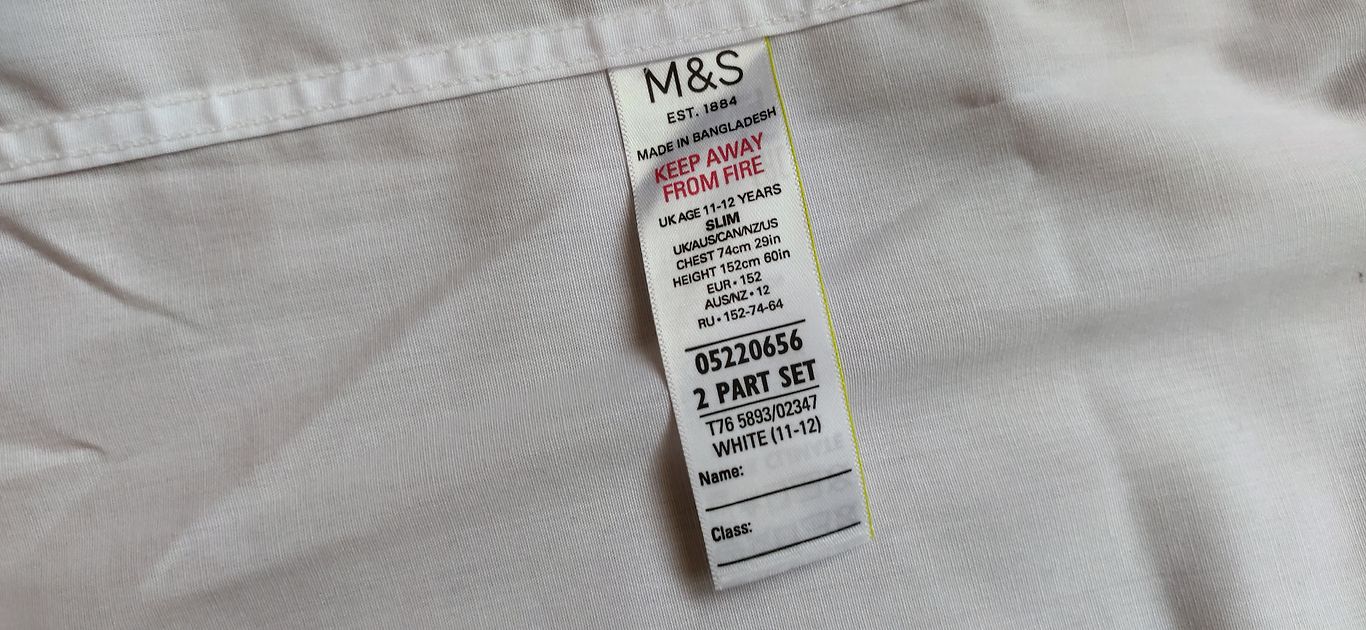 M&S
EST. 1884
MADE IN BANGLADESH
KEEP AWAY
FROM FIRE
UK AGE 11-12 YEARS
SLIM
UK/AUS/CAN/NZ/US
CHEST 74cm 29in
HEIGHT 152cm 60in
EUR • 152
AUS/NZ • 12
RU • 152-74-64
05220656
2 PART SET
T76 5893/02347
WHITE (11-12)
Name:
Class: